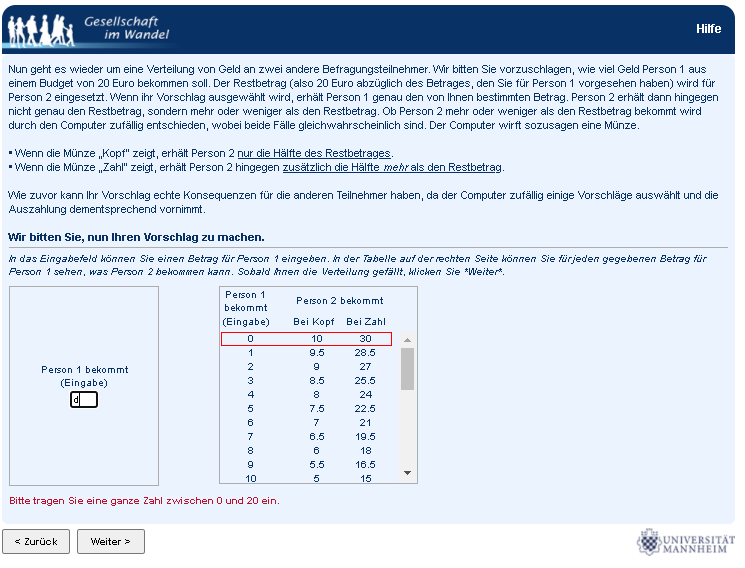 Gesellschaft
im Wandel
Hilfe
Nun geht es wieder um eine Verteilung von Geld an zwei andere Befragungsteilnehmer. Wir bitten Sie vorzuschlagen, wie viel Geld Person 1 aus
einem Budget von 20 Euro bekommen soll. Der Restbetrag (also 20 Euro abzüglich des Betrages, den Sie für Person 1 vorgesehen haben) wird für
Person 2 eingesetzt. Wenn ihr Vorschlag ausgewählt wird, erhält Person 1 genau den von Ihnen bestimmten Betrag. Person 2 erhält dann hingegen
nicht genau den Restbetrag, sondern mehr oder weniger als den Restbetrag. Ob Person 2 mehr oder weniger als den Restbetrag bekommt wird
durch den Computer zufällig entschieden, wobei beide Fälle gleichwahrscheinlich sind. Der Computer wirft sozusagen eine Münze.
• Wenn die Münze „Kopf" zeigt, erhält Person 2 nur die Hälfte des Restbetrages.
• Wenn die Münze „Zahl" zeigt, erhält Person 2 hingegen zusätzlich die Hälfte mehr als den Restbetrag.
Wie zuvor kann Ihr Vorschlag echte Konsequenzen für die anderen Teilnehmer haben, da der Computer zufällig einige Vorschläge auswählt und die
Auszahlung dementsprechend vornimmt.
Wir bitten Sie, nun Ihren Vorschlag zu machen.
In das Eingabefeld können Sie einen Betrag für Person 1 eingeben. In der Tabelle auf der rechten Seite können Sie für jeden gegebenen Betrag für
Person 1 sehen, was Person 2 bekommen kann. Sobald Ihnen die Verteilung gefällt, klicken Sie "Weiter".
Person 1 bekommt
(Eingabe)
d
Person 1 bekommt (Eingabe) Person 2 bekommt
Bei Kopf Bei Zahl
0 10 30
1 9.5 28.5
2 9 27
3 8.5 25.5
4 8 24
5 7.5 22.5
6 7 21
7 6.5 19.5
8 6 18
9 5.5 16.5
10 5 15
Bitte tragen Sie eine ganze Zahl zwischen 0 und 20 ein.
< Zurück Weiter >
UNIVERSITÄT
MANNHEIM